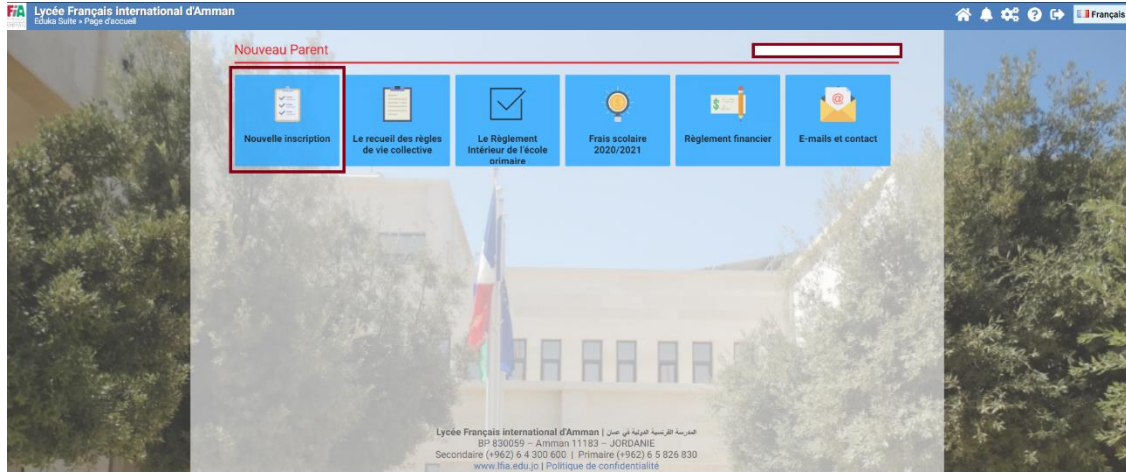 FiA
Lycée Français international d'Amman
Eduka Suite » Page d'accueil
Français
Nouveau Parent
Nouvelle inscription
Le recueil des règles
de vie collective
Le Règlement
Intérieur de l'école
primaire
Frais scolaire
2020/2021
Règlement financier
E-mails et contact
Lycée Français international d'Amman | المدرسة الفرنسية الدولية في عمان
BP 830059 – Amman 11183 – JORDANIE
Secondaire (+962) 6 4 300 600 | Primaire (+962) 6 5 826 830
www.lfia.edu.jo | Politique de confidentialité